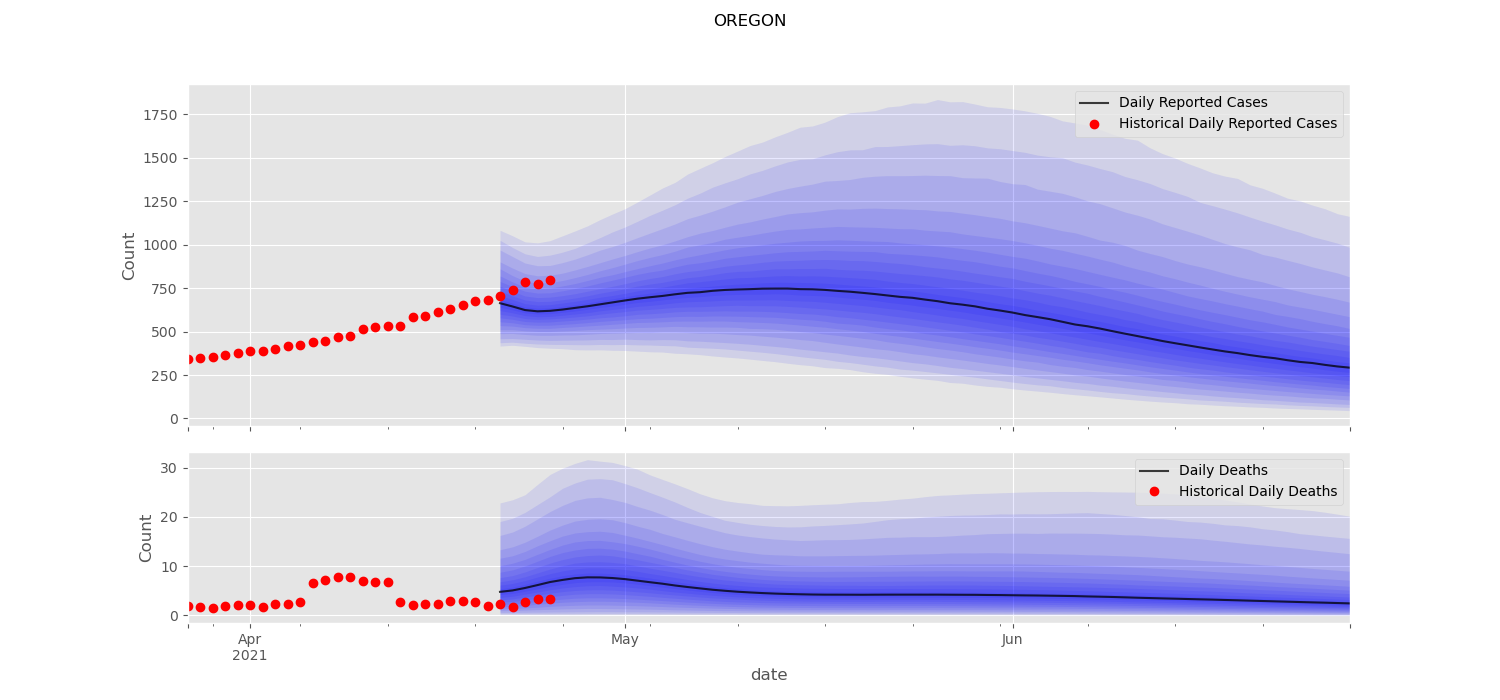 OREGON
1750
1500
1250
1000
750
500
250
0
Count
Daily Reported Cases
Historical Daily Reported Cases
30
20
10
0
Count
Daily Deaths
Historical Daily Deaths
Apr
2021
May
Jun
date